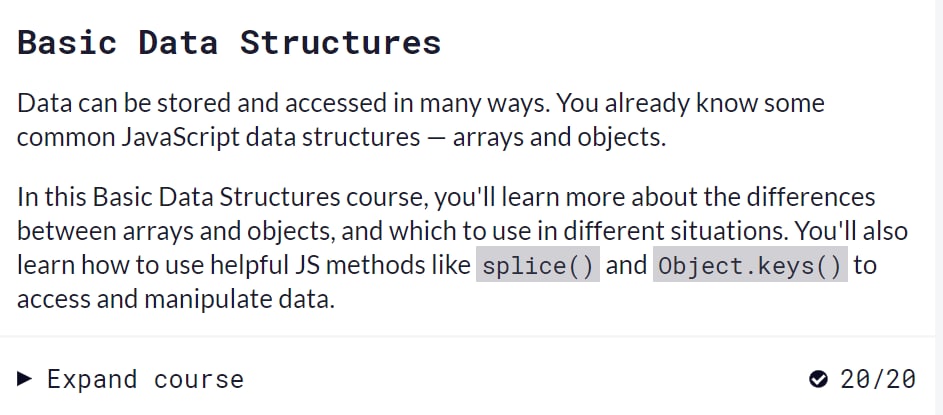 Basic Data Structures
Data can be stored and accessed in many ways. You already know some
common JavaScript data structures — arrays and objects.
In this Basic Data Structures course, you'll learn more about the differences
between arrays and objects, and which to use in different situations. You'll also
learn how to use helpful JS methods like splice() and Object.keys() to
access and manipulate data.
Expand course 20/20